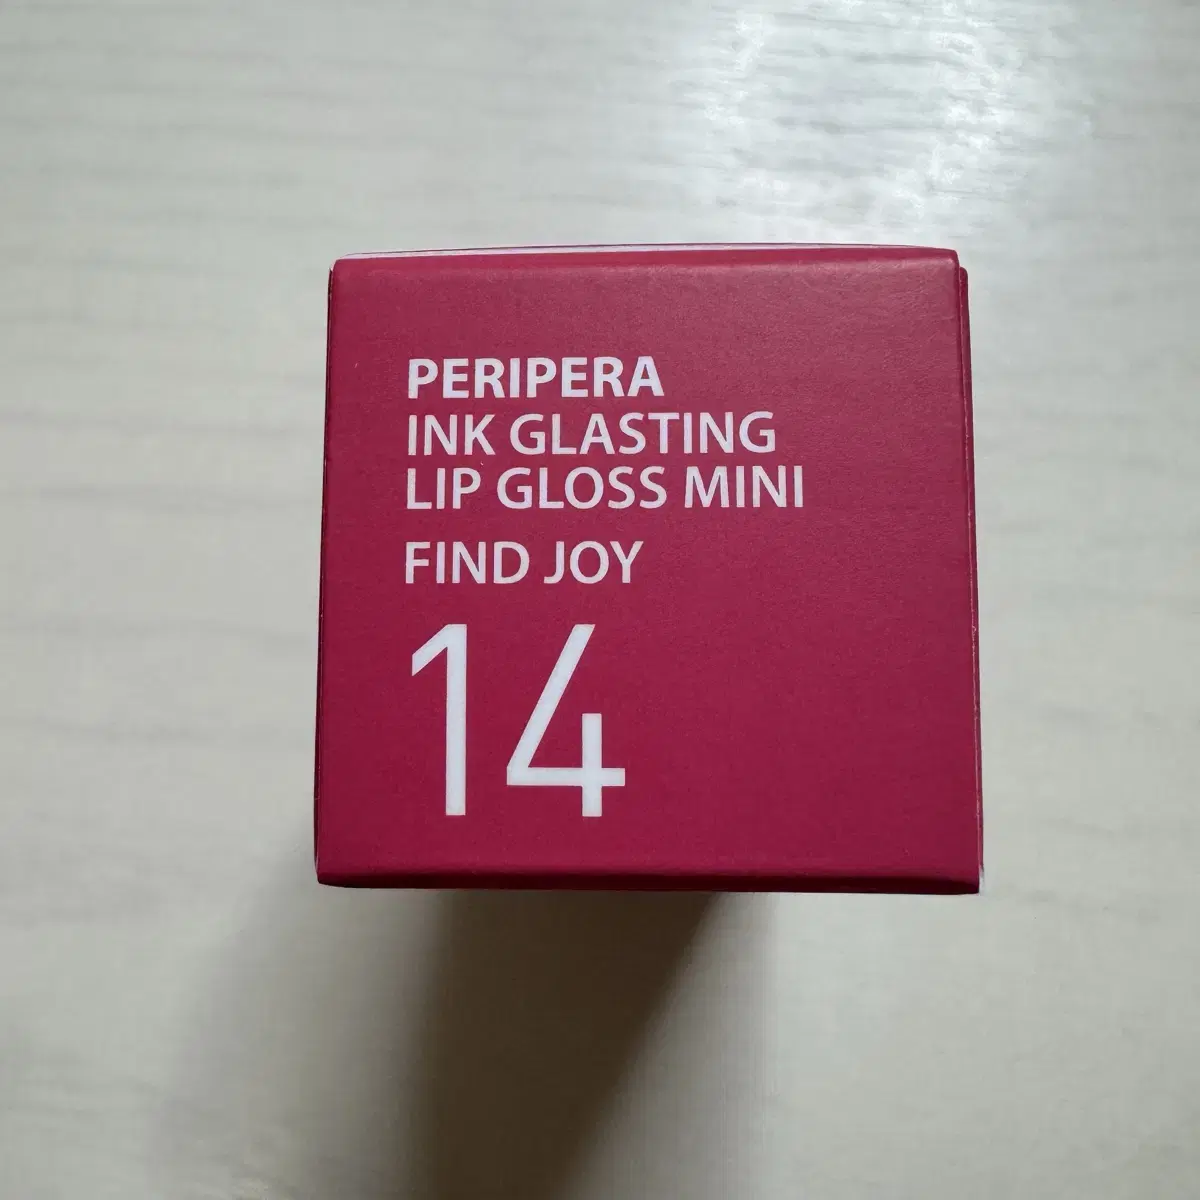 PERIPERA
INK GLASTING
LIP GLOSS MINI
FIND JOY
14